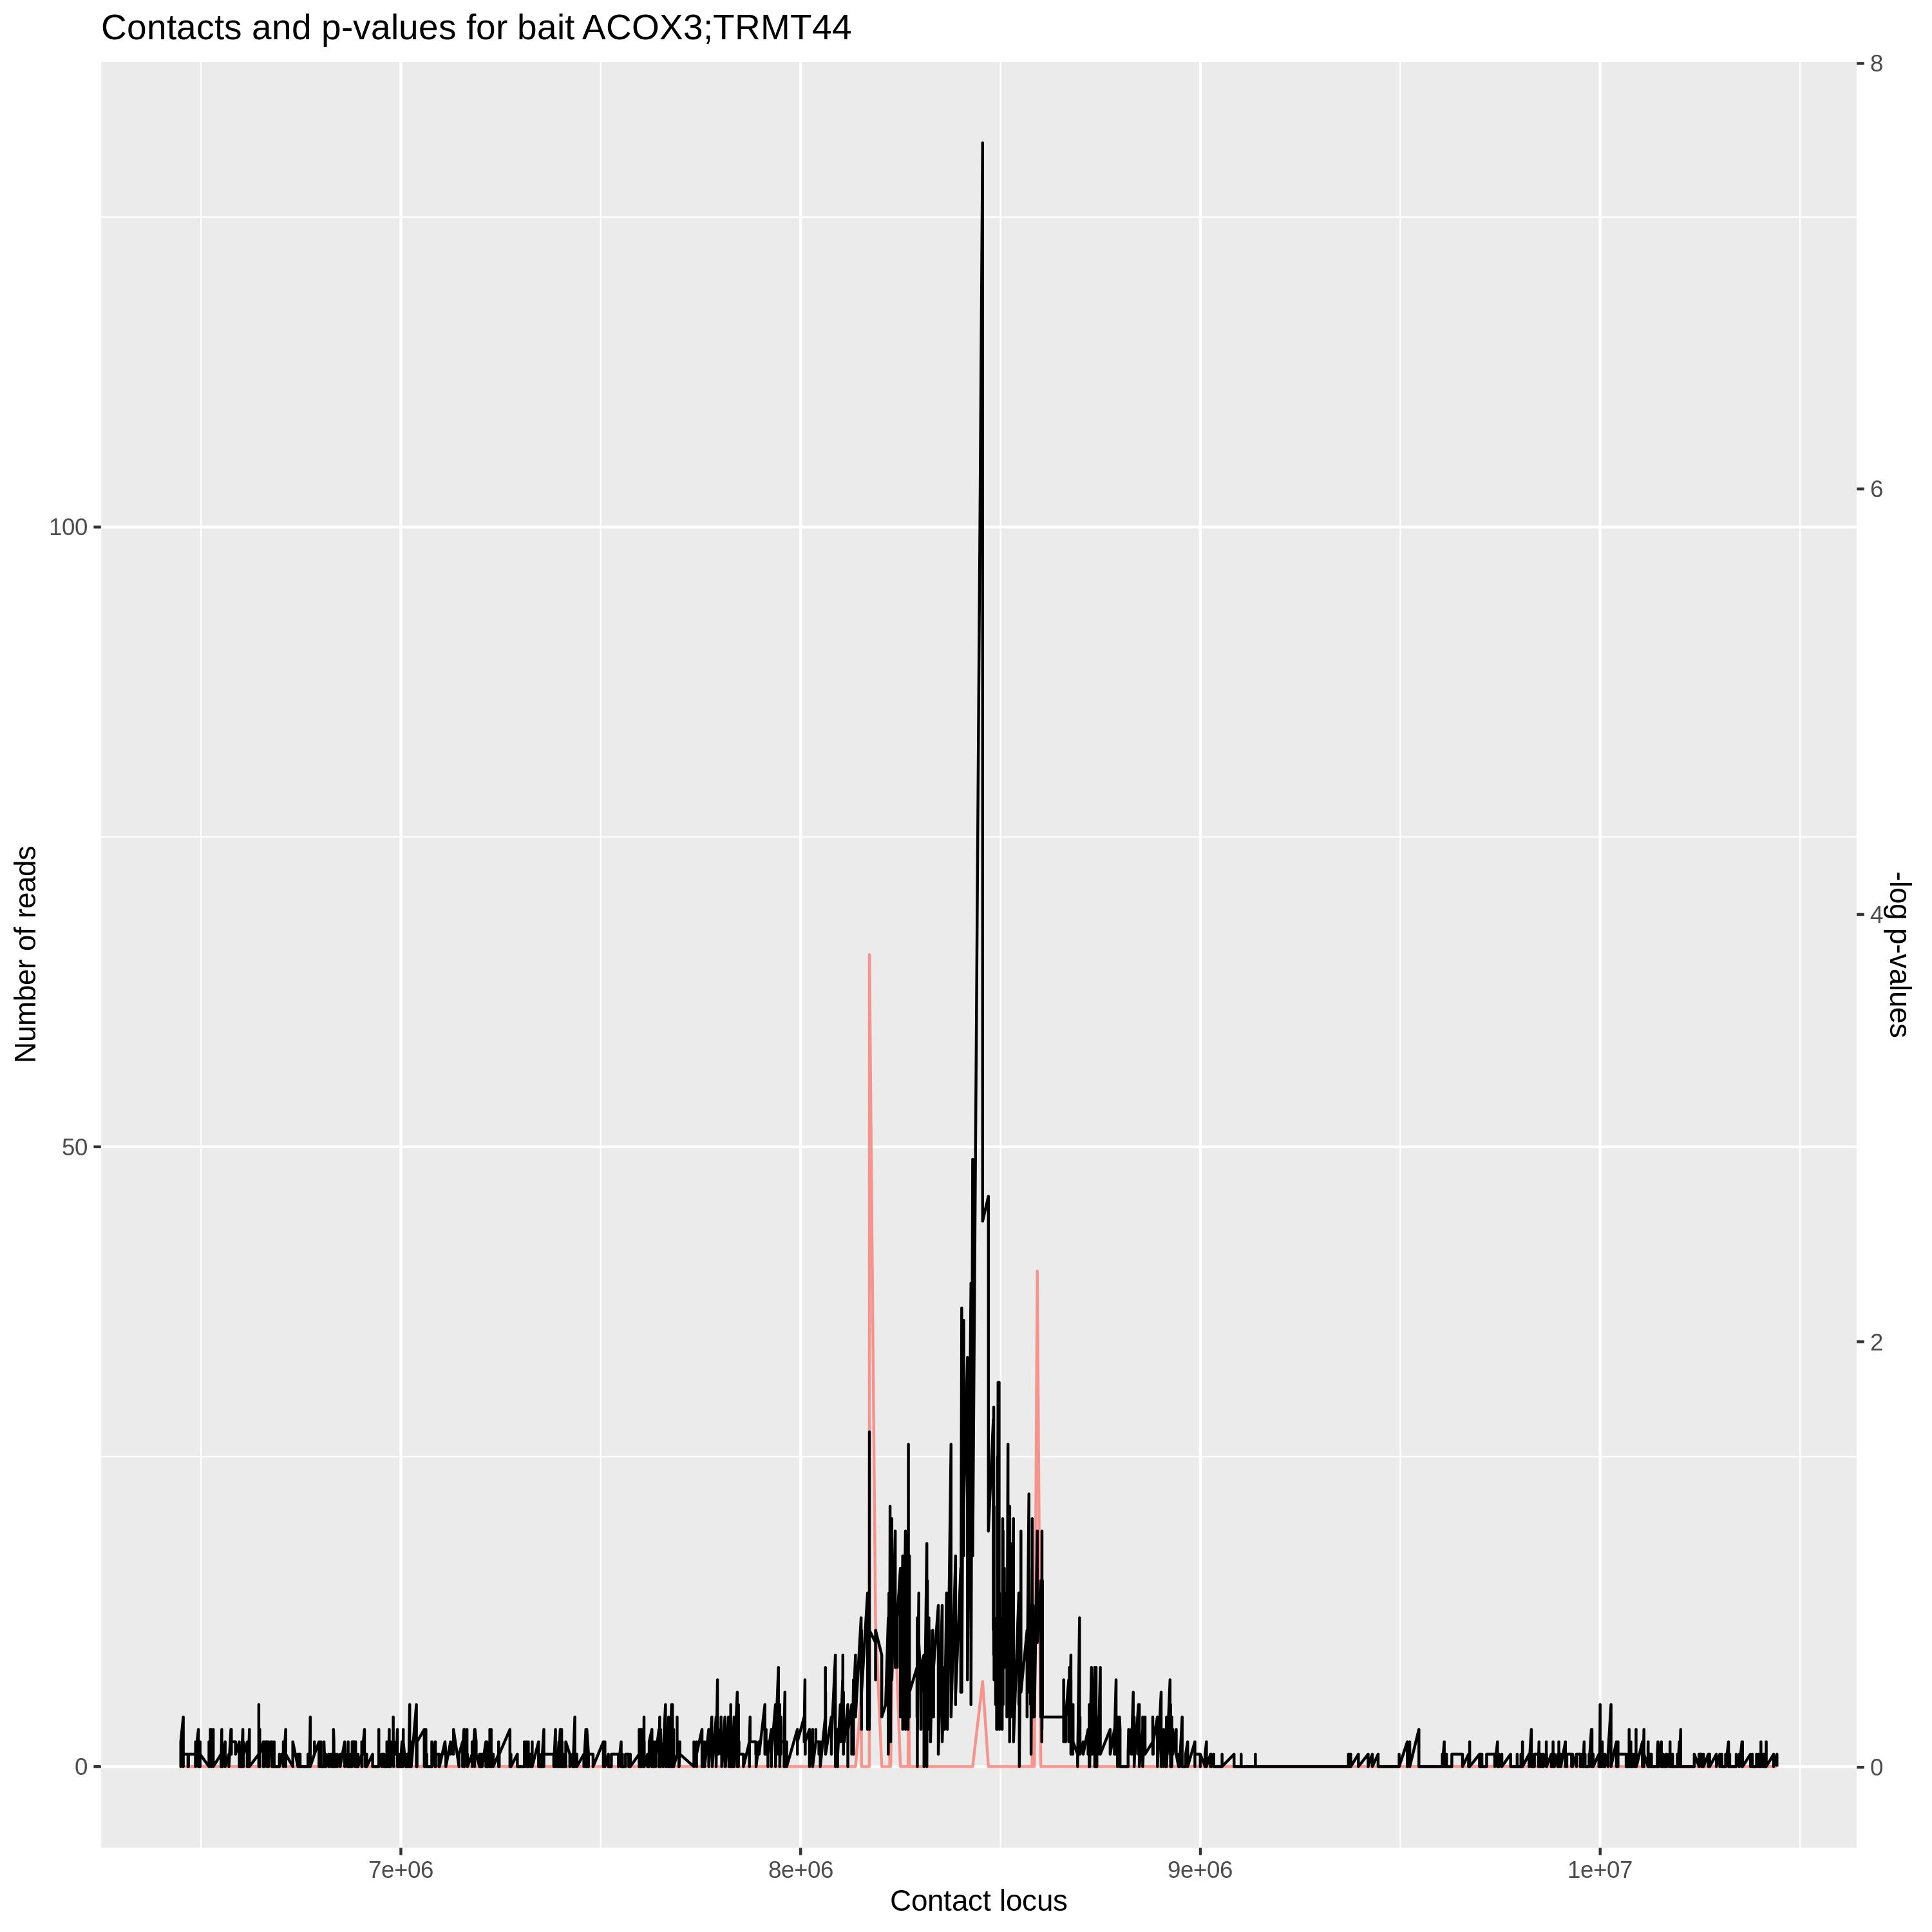 Contacts and p-values for bait ACOX3;TRMT44
8
6
100
4
50
2
0
0
Number of reads
-log p-values
7e+06
8e+06
9e+06
1e+07
Contact locus